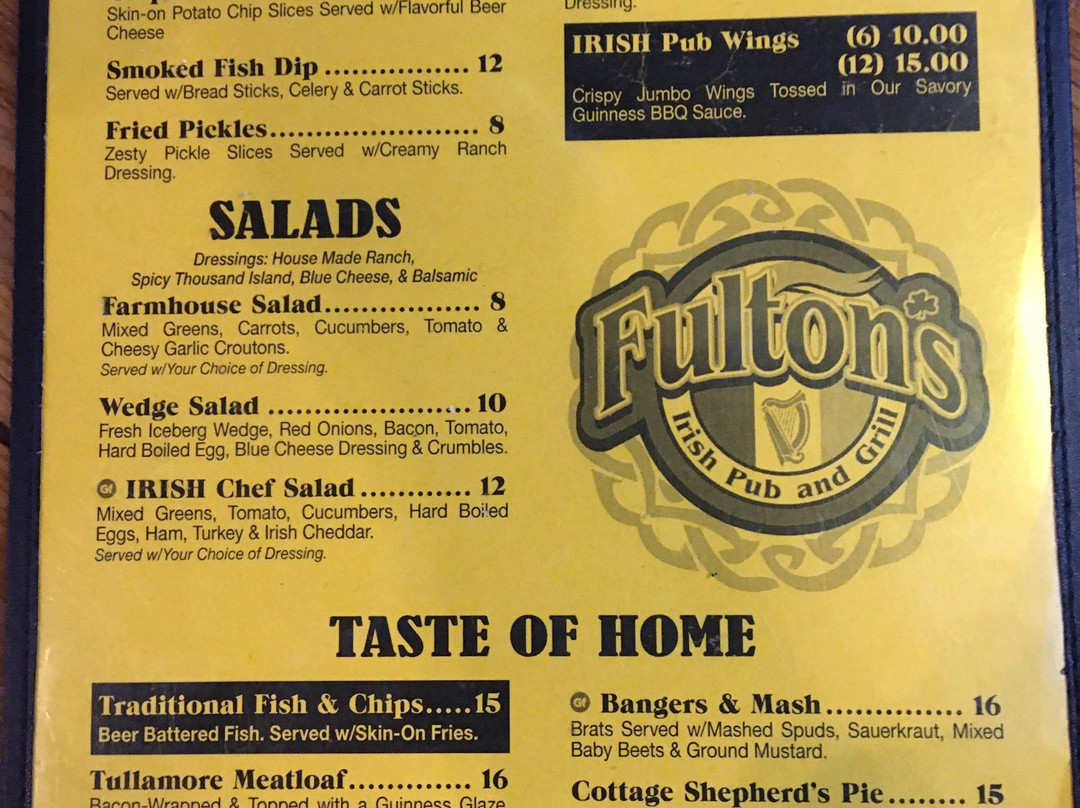 Skin-on Potato Chip Slices Served w/Flavorful Beer
Cheese
Smoked Fish Dip ................ 12
Served w/Bread Sticks, Celery & Carrot Sticks.
Fried Pickles....................... 8
Zesty Pickle Slices Served w/Creamy Ranch
Dressing.
SALADS
Dressings: House Made Ranch,
Spicy Thousand Island, Blue Cheese, & Balsamic
Farmhouse Salad................. 8
Mixed Greens, Carrots, Cucumbers, Tomato &
Cheesy Garlic Croutons.
Served w/Your Choice of Dressing.
Wedge Salad ...................... 10
Fresh Iceberg Wedge, Red Onions, Bacon, Tomato,
Hard Boiled Egg, Blue Cheese Dressing & Crumbles.
Gf IRISH Chef Salad ............ 12
Mixed Greens, Tomato, Cucumbers, Hard Boiled
Eggs, Ham, Turkey & Irish Cheddar.
Served w/Your Choice of Dressing.
Dressing.
IRISH Pub Wings (6) 10.00
(12) 15.00
Crispy Jumbo Wings Tossed in Our Savory
Guinness BBQ Sauce.
Fulton's
Irish Pub and Grill
TASTE OF HOME
Traditional Fish & Chips.....15
Beer Battered Fish. Served w/Skin-On Fries.
Tullamore Meatloaf............. 16
Bacon-Wrapped & Topped with a Guinness Glaze
Gf Bangers & Mash............... 16
Brats Served w/Mashed Spuds, Sauerkraut, Mixed
Baby Beets & Ground Mustard.
Cottage Shepherd's Pie........ 15